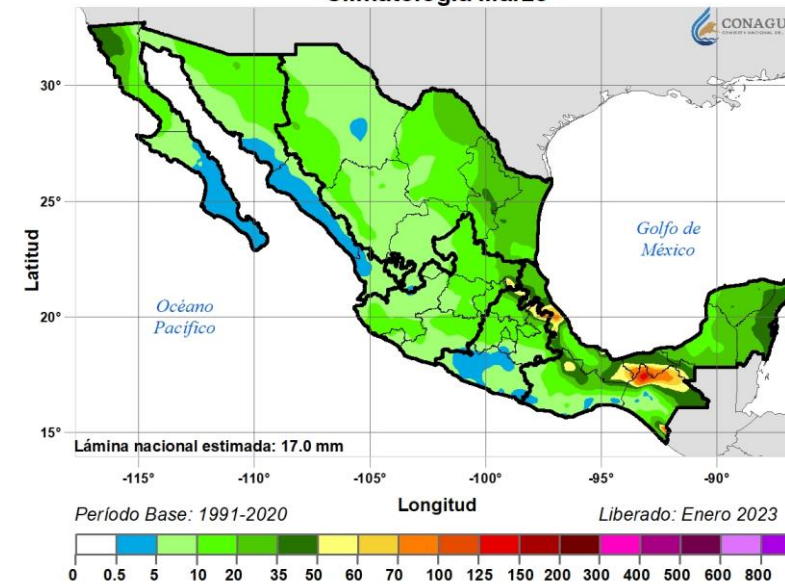 CONAGU
30°
25°
20°
15°
Latitud
Golfo de
México
Océano
Pacífico
Lámina nacional estimada: 17.0 mm
-115° -110° -105° -100° -95° -90°
Longitud
Período Base: 1991-2020
Liberado: Enero 2023
0 0.5 5 10 20 35 50 60 70 100 125 150 200 300 400 500 600 800